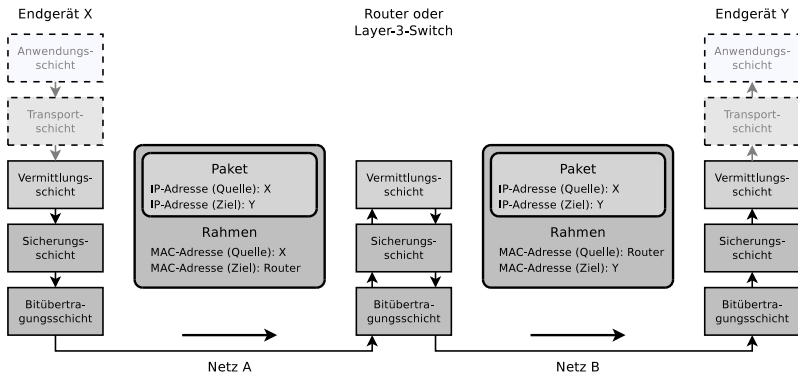 Endgerät X
Router oder
Layer-3-Switch
Endgerät Y
Anwendungs-
schicht
Transport-
schicht
Vermittlungs-
schicht
Sicherungs-
schicht
Bitübertra-
gungsschicht
Paket
IP-Adresse (Quelle): X
IP-Adresse (Ziel): Y
Rahmen
MAC-Adresse (Quelle): X
MAC-Adresse (Ziel): Router
Vermittlungs-
schicht
Sicherungs-
schicht
Bitübertra-
gungsschicht
Paket
IP-Adresse (Quelle): X
IP-Adresse (Ziel): Y
Rahmen
MAC-Adresse (Quelle): Router
MAC-Adresse (Ziel): Y
Anwendungs-
schicht
Transport-
schicht
Vermittlungs-
schicht
Sicherungs-
schicht
Bitübertra-
gungsschicht
Netz A
Netz B